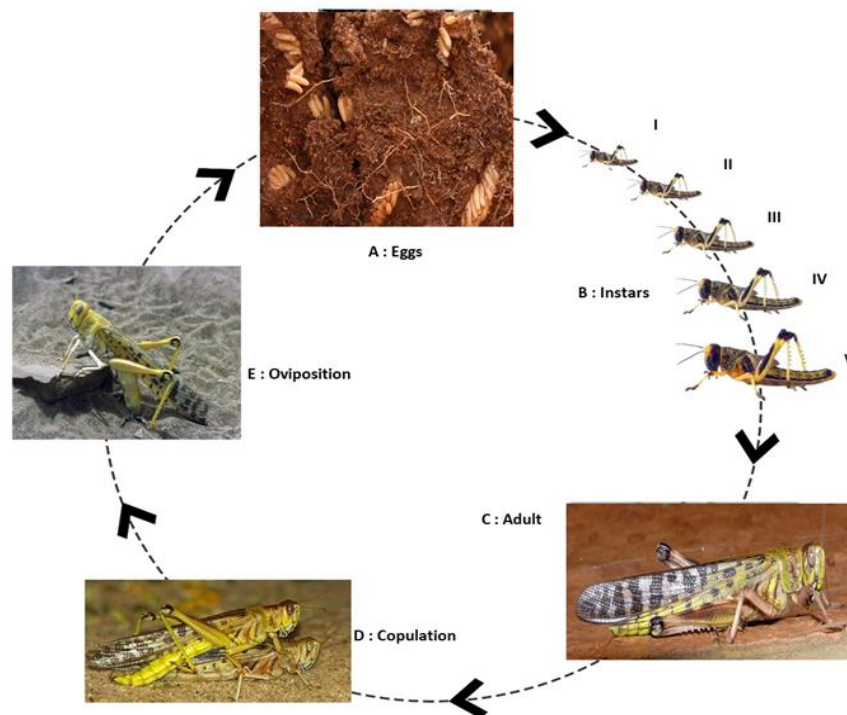 I
II
III
A : Eggs
B : Instars
IV
V
E : Oviposition
C : Adult
D : Copulation